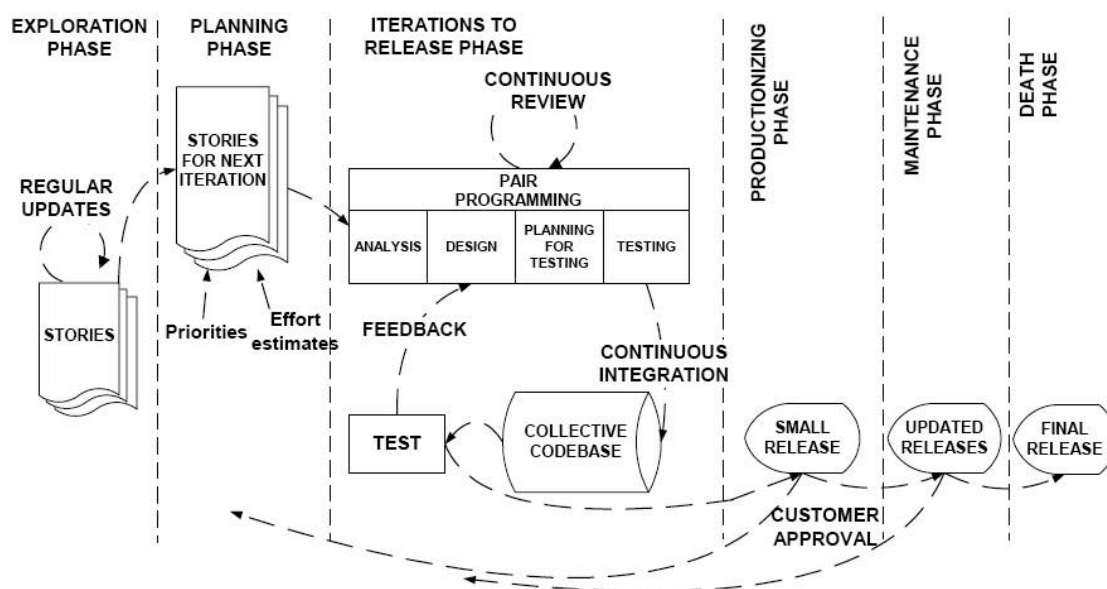 EXPLORATION
PHASE
PLANNING
PHASE
ITERATIONS TO
RELEASE PHASE
PRODUCTIONIZING
PHASE
MAINTENANCE
PHASE
DEATH
PHASE
REGULAR
UPDATES
STORIES
STORIES
FOR NEXT
ITERATION
Priorities
Effort
estimates
CONTINUOUS
REVIEW
PAIR
PROGRAMMING
ANALYSIS
DESIGN
PLANNING
FOR
TESTING
TESTING
FEEDBACK
CONTINUOUS
INTEGRATION
TEST
COLLECTIVE
CODEBASE
SMALL
RELEASE
UPDATED
RELEASES
FINAL
RELEASE
CUSTOMER
APPROVAL